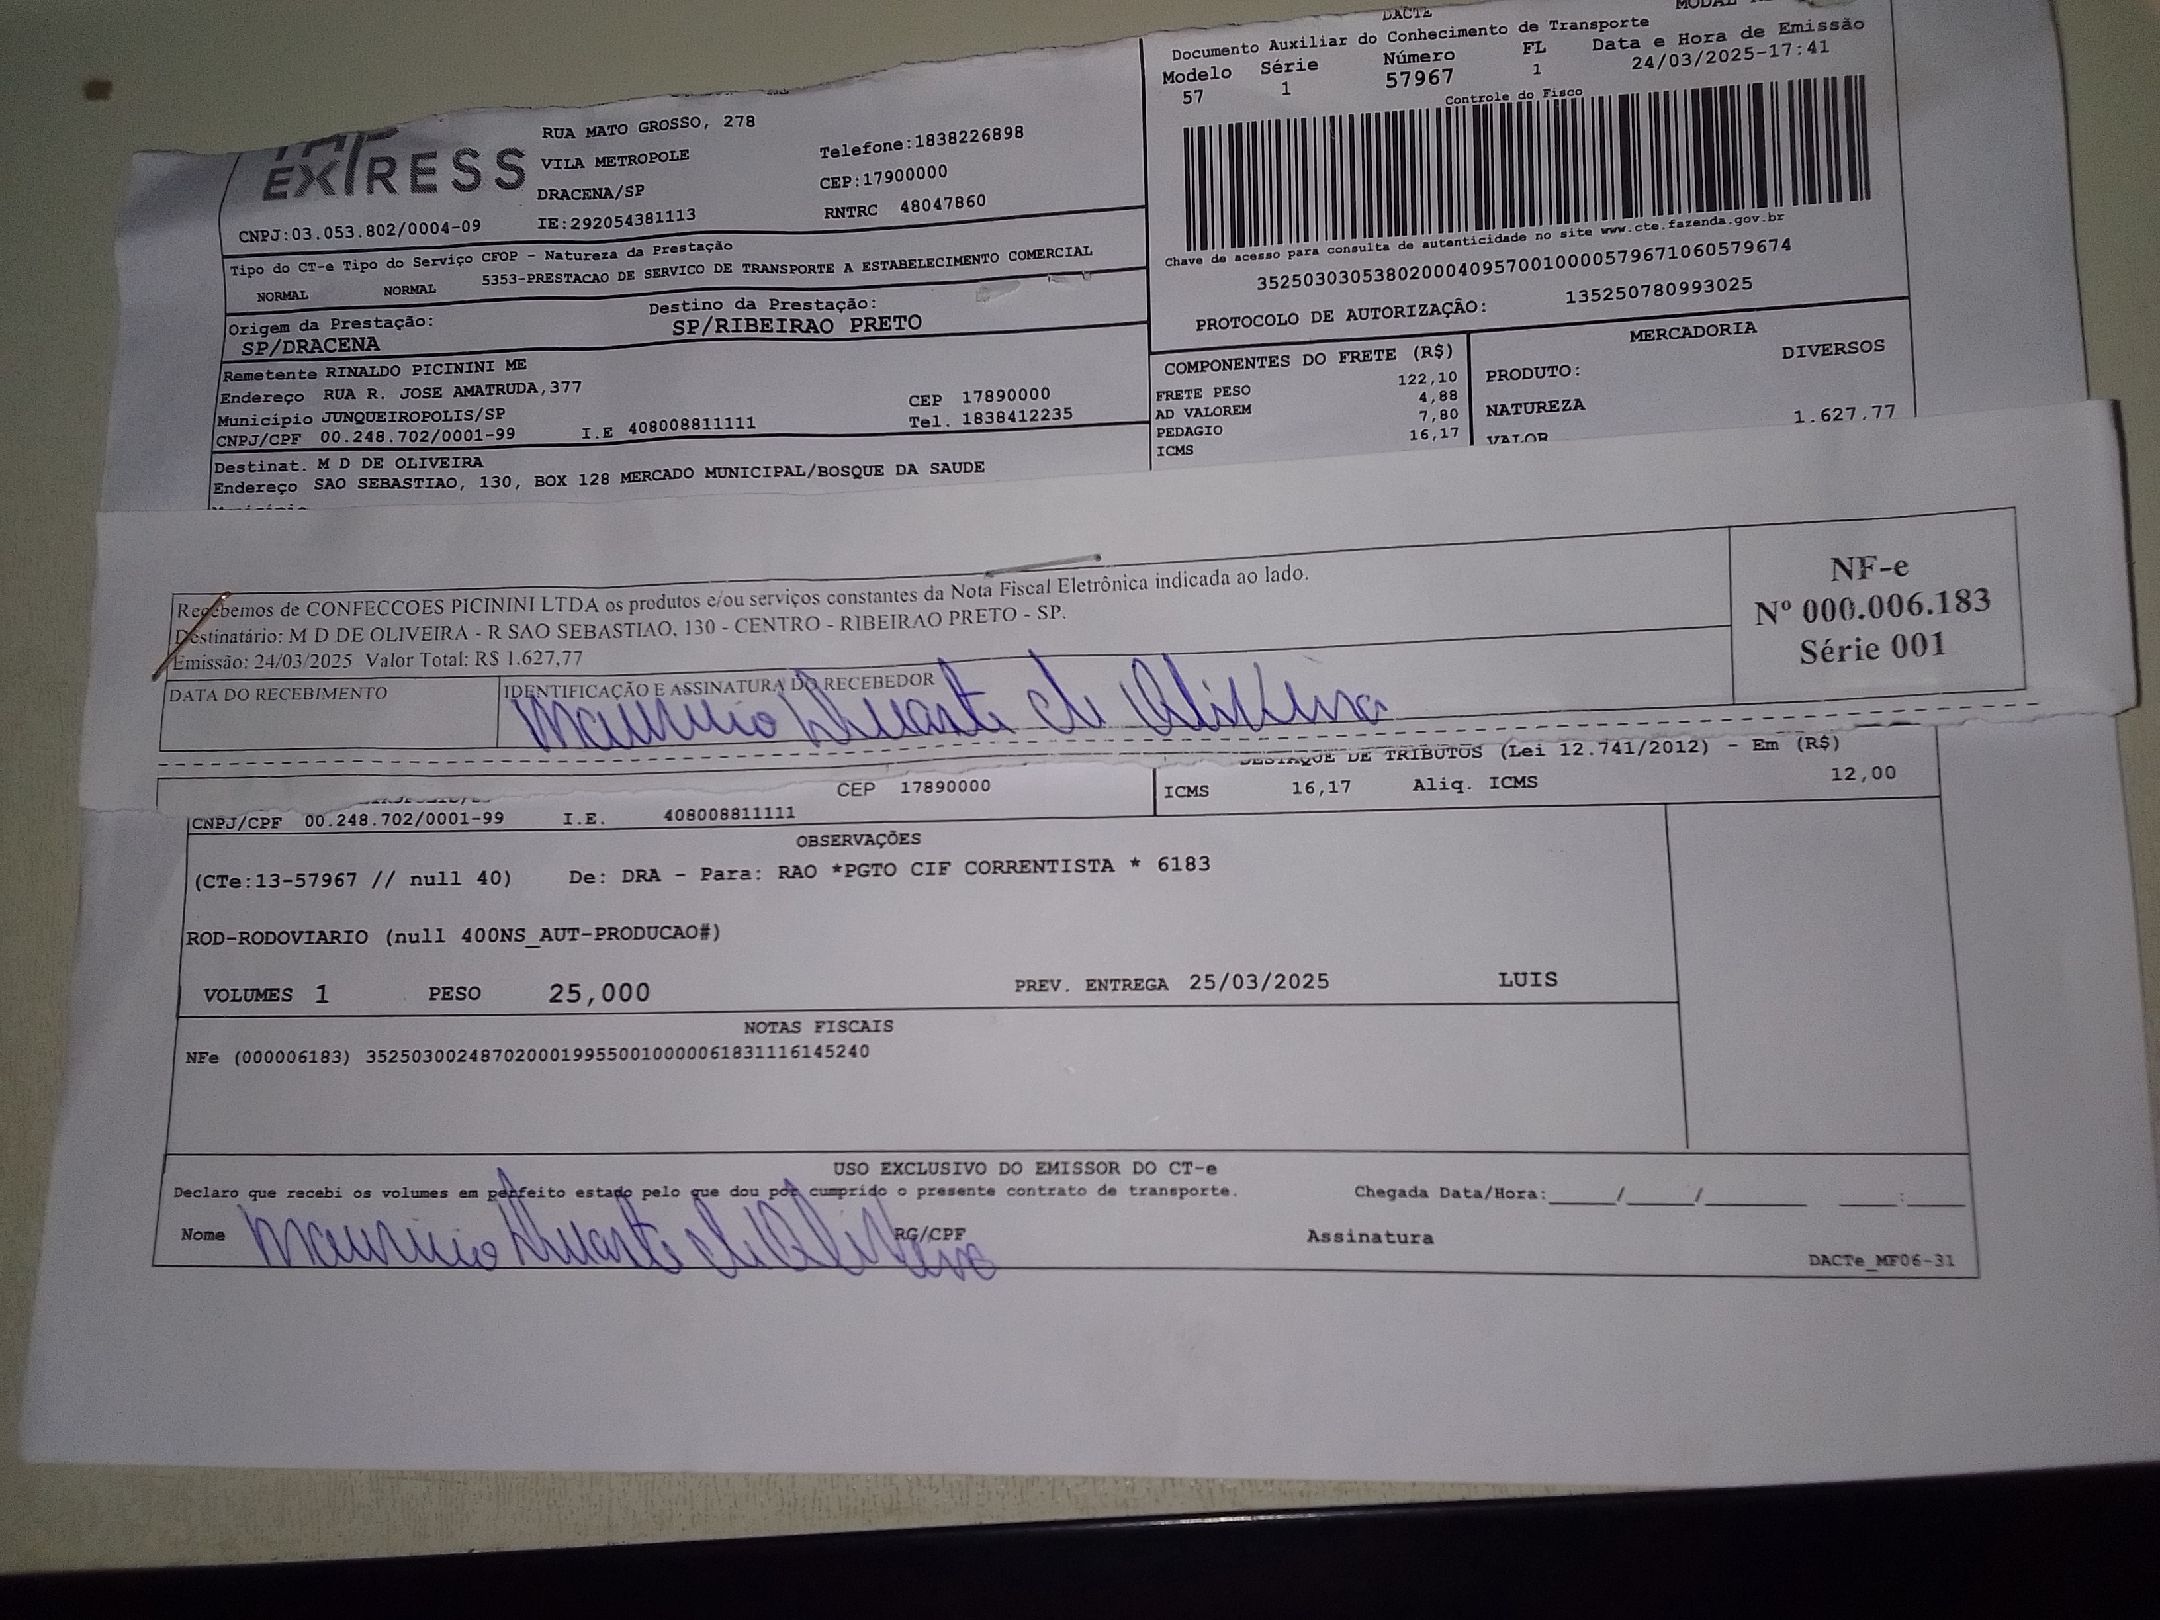 DACTE
Documento Auxiliar do Conhecimento de Transporte
Modelo Série Número FL Data e Hora de Emissão
57 1 57967 1 24/03/2025-17:41
Controle do Fisco
Chave de acesso para consulta de autenticidade no site www.cte.fazenda.gov.br
35250303053802000409570010000579671060579674
PROTOCOLO DE AUTORIZAÇÃO: 135250780993025
EXPRESS
RUA MATO GROSSO, 278
VILA METROPOLE Telefone:1838226898
DRACENA/SP CEP:17900000
CNPJ:03.053.802/0004-09 IE:292054381113 RNTRC 48047860
Tipo do CT-e Tipo do Serviço CFOP - Natureza da Prestação
NORMAL NORMAL 5353-PRESTACAO DE SERVICO DE TRANSPORTE A ESTABELECIMENTO COMERCIAL
Origem da Prestação: Destino da Prestação:
SP/DRACENA SP/RIBEIRAO PRETO
Remetente RINALDO PICININI ME
Endereço RUA R. JOSE AMATRUDA,377
Município JUNQUEIROPOLIS/SP CEP 17890000
CNPJ/CPF 00.248.702/0001-99 I.E 408008811111 Tel. 1838412235
Destinat. M D DE OLIVEIRA
Endereço SAO SEBASTIAO, 130, BOX 128 MERCADO MUNICIPAL/BOSQUE DA SAUDE
COMPONENTES DO FRETE (R$)
FRETE PESO 122,10
AD VALOREM 4,88
PEDAGIO 7,80
ICMS 16,17
MERCADORIA
PRODUTO: DIVERSOS
NATUREZA
VALOR 1.627,77
Recebemos de CONFECCOES PICININI LTDA os produtos e/ou serviços constantes da Nota Fiscal Eletrônica indicada ao lado.
Destinatário: M D DE OLIVEIRA - R SAO SEBASTIAO, 130 - CENTRO - RIBEIRAO PRETO - SP.
Emissão: 24/03/2025 Valor Total: R$ 1.627,77
DATA DO RECEBIMENTO IDENTIFICAÇÃO E ASSINATURA DO RECEBEDOR
Mauricio Duarte de Oliveira
NF-e
Nº 000.006.183
Série 001
DESTAQUE DE TRIBUTOS (Lei 12.741/2012) - Em (R$)
CEP 17890000 ICMS 16,17 Aliq. ICMS 12,00
CNPJ/CPF 00.248.702/0001-99 I.E. 408008811111
OBSERVAÇÕES
(CTe:13-57967 // null 40) De: DRA - Para: RAO *PGTO CIF CORRENTISTA * 6183
ROD-RODOVIARIO (null 400NS_AUT-PRODUCAO#)
VOLUMES 1 PESO 25,000 PREV. ENTREGA 25/03/2025 LUIS
NOTAS FISCAIS
NFe (000006183) 35250300248702000199550010000061831116145240
USO EXCLUSIVO DO EMISSOR DO CT-e
Declaro que recebi os volumes em perfeito estado pelo que dou por cumprido o presente contrato de transporte. Chegada Data/Hora:_____/_____/________ ____:_____
Nome Mauricio Duarte de Oliveira RG/CPF Assinatura
DACTe_MF06-31